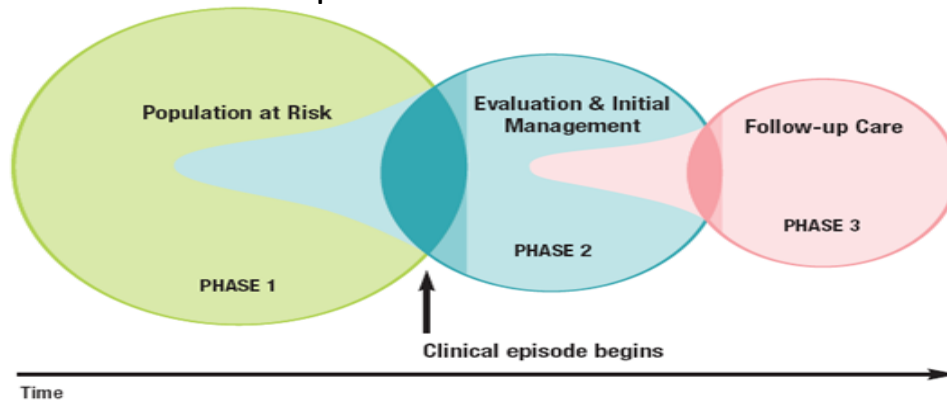 Population at Risk
Evaluation & Initial
Management
Follow-up Care
PHASE 1
PHASE 2
PHASE 3
Clinical episode begins
Time